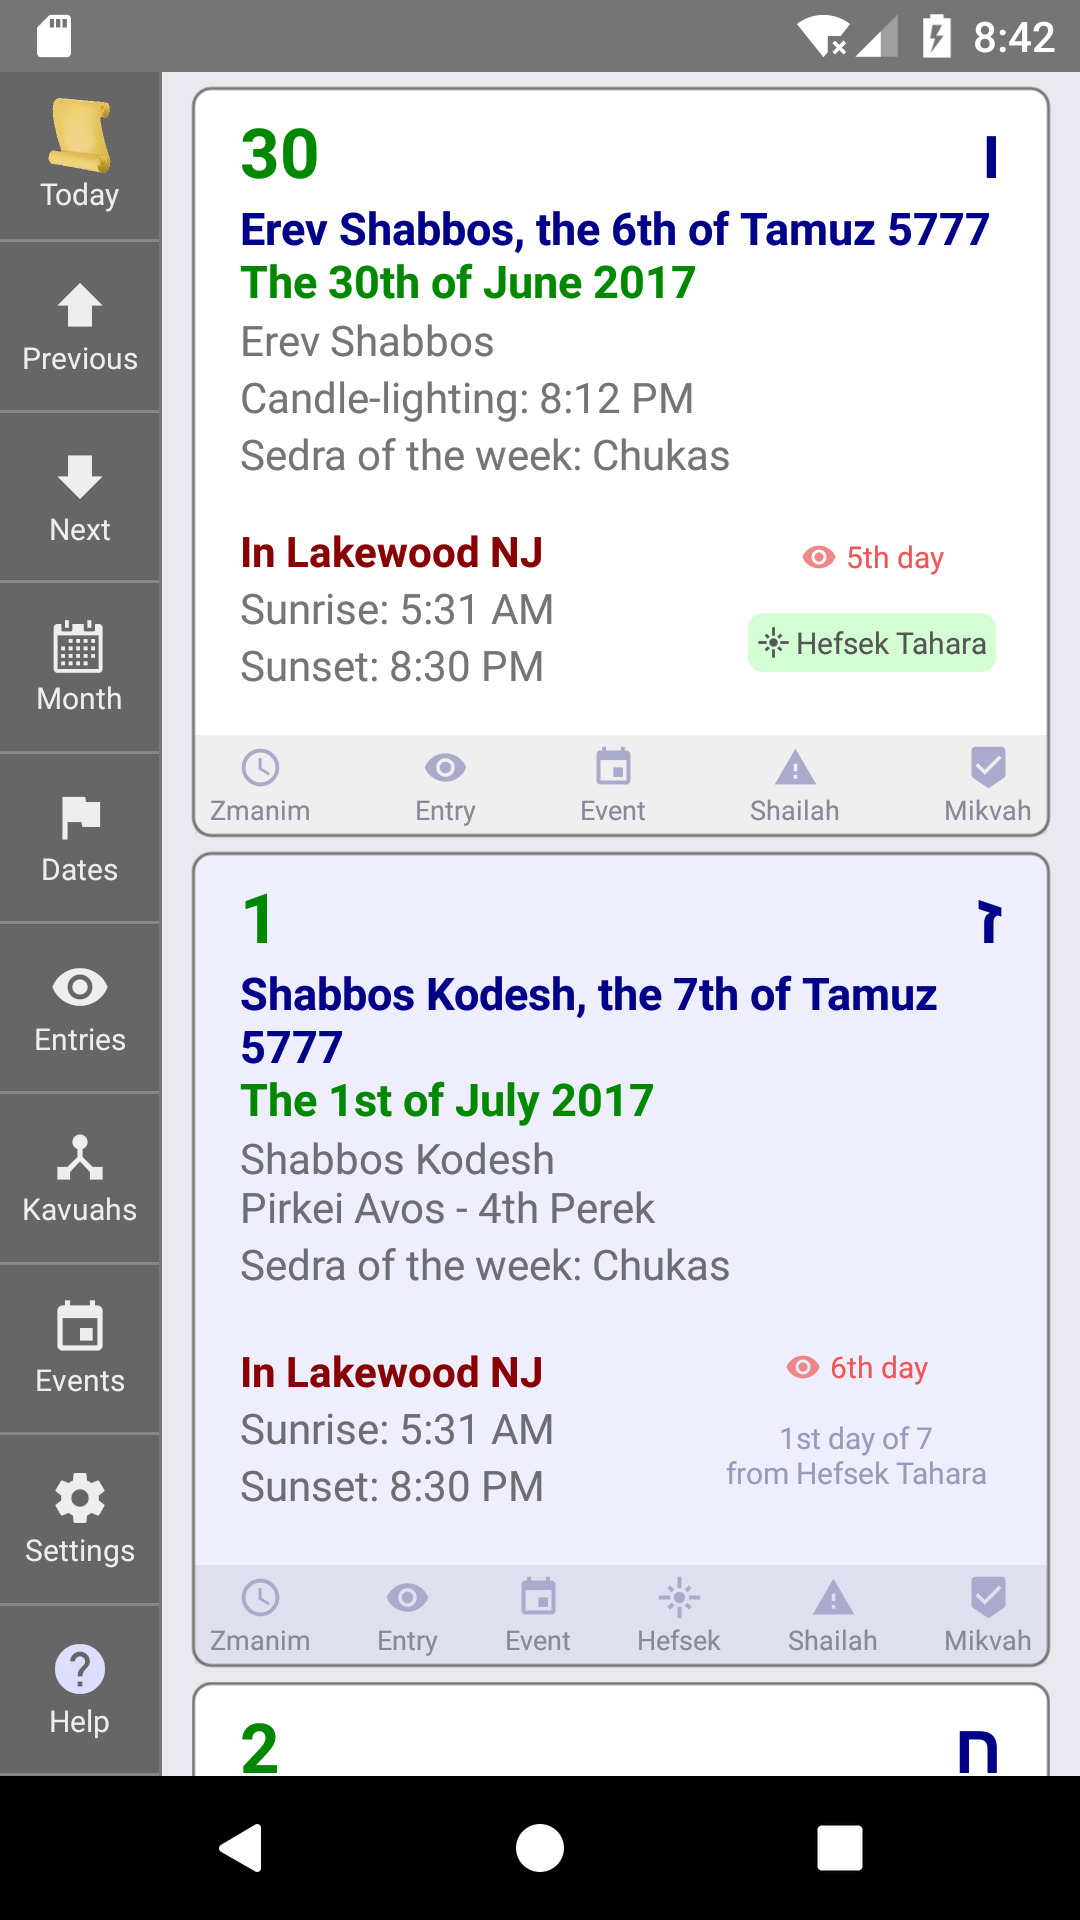 8:42
Today
Previous
Next
Month
Dates
Entries
Kavuahs
Events
Settings
Help
30
ו
Erev Shabbos, the 6th of Tamuz 5777
The 30th of June 2017
Erev Shabbos
Candle-lighting: 8:12 PM
Sedra of the week: Chukas
In Lakewood NJ
5th day
Sunrise: 5:31 AM
Hefsek Tahara
Sunset: 8:30 PM
Zmanim Entry Event Shailah Mikvah
1
ז
Shabbos Kodesh, the 7th of Tamuz
5777
The 1st of July 2017
Shabbos Kodesh
Pirkei Avos - 4th Perek
Sedra of the week: Chukas
In Lakewood NJ
6th day
Sunrise: 5:31 AM
1st day of 7
from Hefsek Tahara
Sunset: 8:30 PM
Zmanim Entry Event Hefsek Shailah Mikvah
2
ח